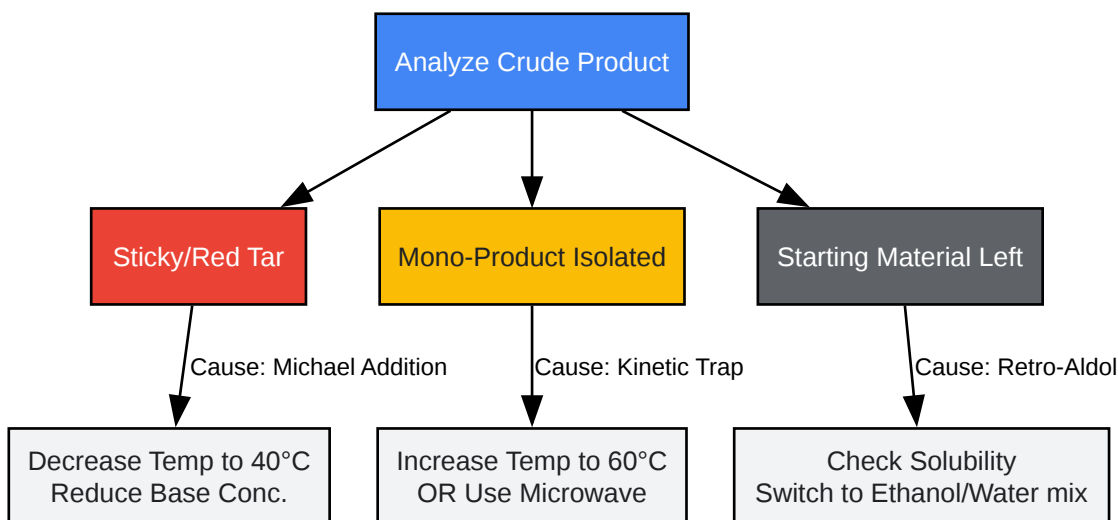 Analyze Crude Product
Sticky/Red Tar
Mono-Product Isolated
Starting Material Left
Cause: Michael Addition
Cause: Kinetic Trap
Cause: Retro-Aldol
Decrease Temp to 40°C
Reduce Base Conc.
Increase Temp to 60°C
OR Use Microwave
Check Solubility
Switch to Ethanol/Water mix